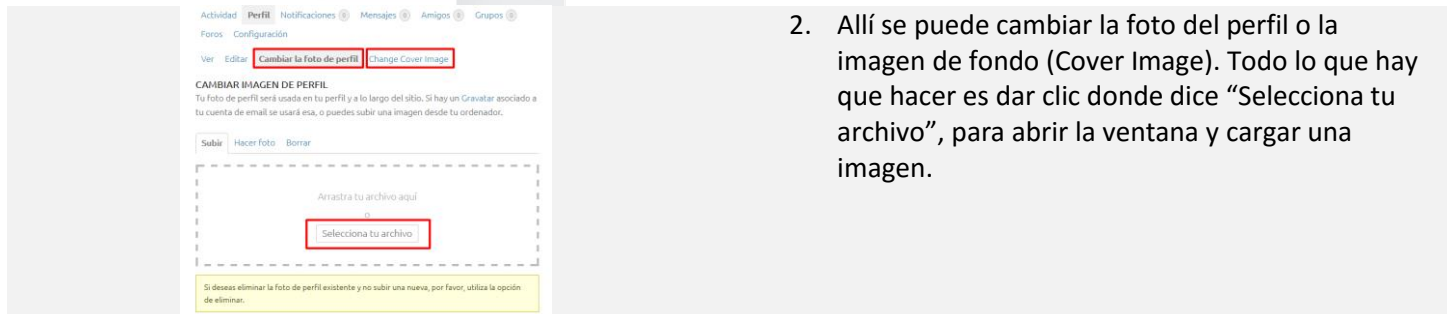 Actividad Perfil Notificaciones 0 Mensajes 0 Amigos 0 Grupos 0
Foros Configuración
Ver Editar Cambiar la foto de perfil Change Cover Image
CAMBIAR IMAGEN DE PERFIL
Tu foto de perfil será usada en tu perfil y a lo largo del sitio. Si hay un Gravatar asociado a
tu cuenta de email se usará esa, o puedes subir una imagen desde tu ordenador.
Subir Hacer foto Borrar
Arrastra tu archivo aquí
o
Selecciona tu archivo
Si deseas eliminar la foto de perfil existente y no subir una nueva, por favor, utiliza la opción
de eliminar.
2. Allí se puede cambiar la foto del perfil o la
imagen de fondo (Cover Image). Todo lo que hay
que hacer es dar clic donde dice “Selecciona tu
archivo”, para abrir la ventana y cargar una
imagen.